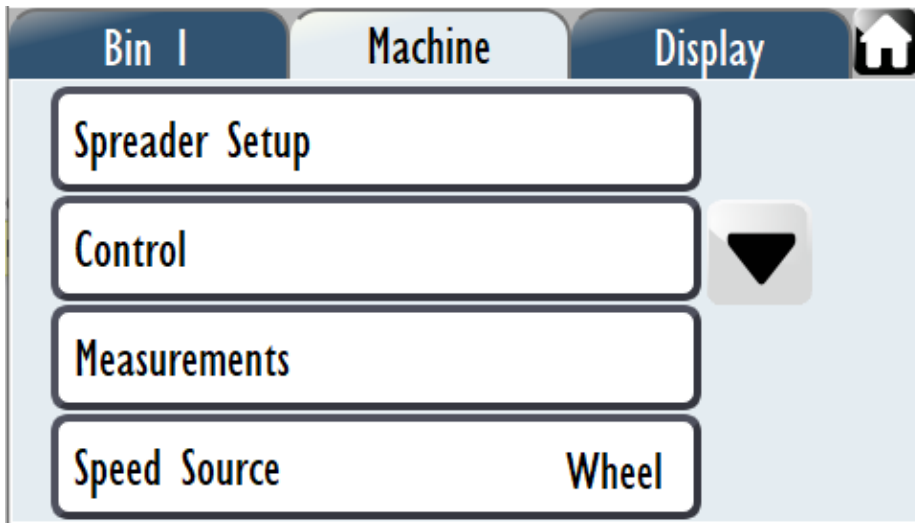 Bin 1 Machine Display
Spreader Setup
Control
Measurements
Speed Source Wheel